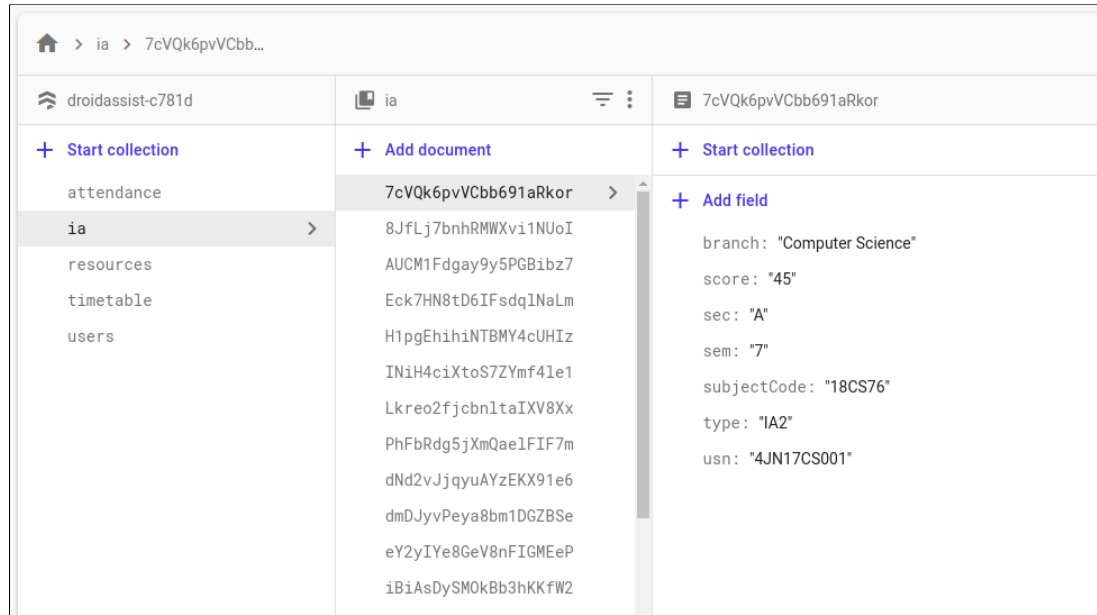 ia > 7cVQk6pvVCbb...
droidassist-c781d
Start collection
attendance
ia
resources
timetable
users
ia
Add document
7cVQk6pvVCbb691aRkor
8JfLj7bnhRMWXvi1NUoI
AUCM1Fdgay9y5PGBibz7
Eck7HN8tD6IFsdqlNaLm
H1pgEhihiNTBMY4cUHIz
INiH4ciXtoS7ZYmf4le1
Lkreo2fjcbnltaIXV8Xx
PhFbRdg5jXmQaelFIF7m
dNd2vJjqyuAYzEKX91e6
dmDJyvPeya8bm1DGZBSe
eY2yIYe8GeV8nFIGMEeP
iBiAsDySMOkBb3hKKfW2
7cVQk6pvVCbb691aRkor
Start collection
Add field
branch: "Computer Science"
score: "45"
sec: "A"
sem: "7"
subjectCode: "18CS76"
type: "IA2"
usn: "4JN17CS001"